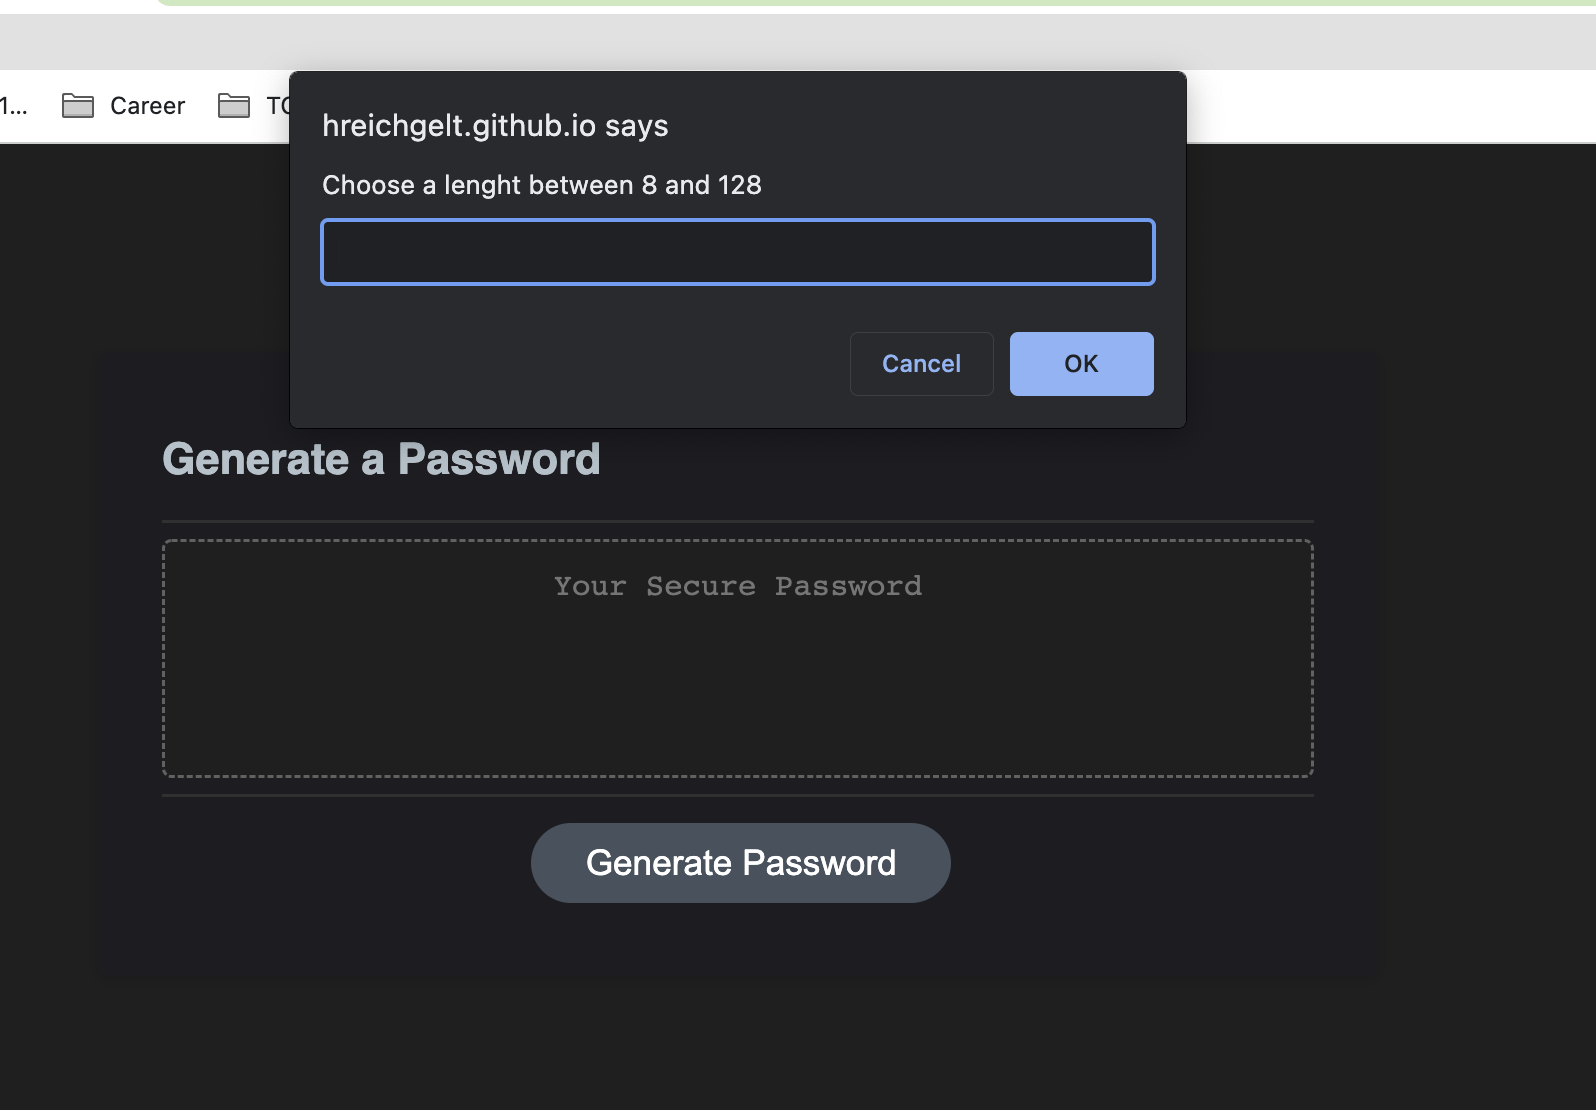 1... Career
hreichgelt.github.io says
Choose a lenght between 8 and 128
Cancel OK
Generate a Password
Your Secure Password
Generate Password